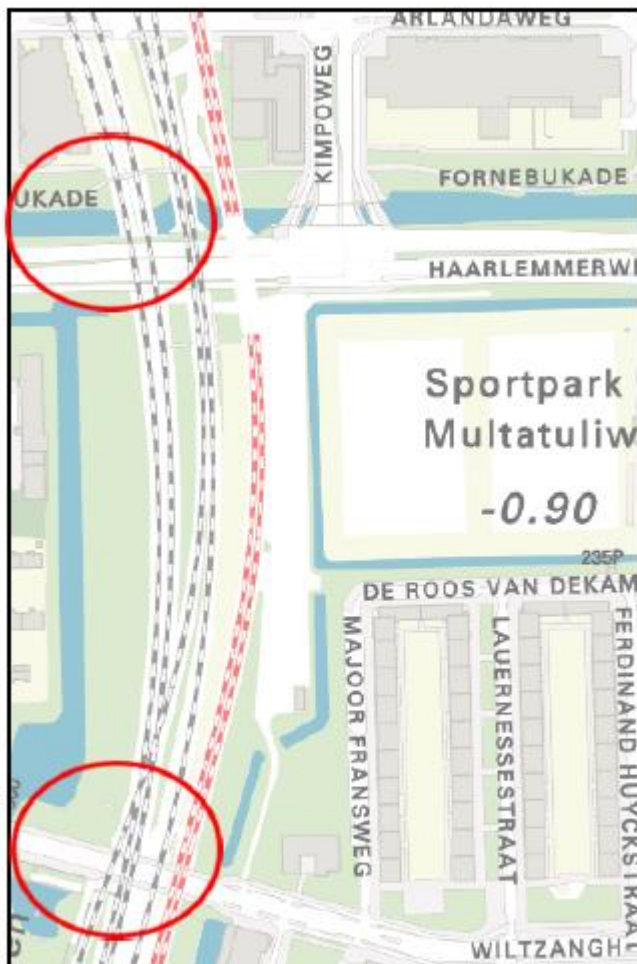 ARLANDAWEG
KIMPOWEG
UKADE
FORNEBUKADE
HAARLEMMERWE
Sportpark
Multatuliw
-0.90
235P
DE ROOS VAN DEKAM
MAJOOR FRANSWEG
LAUERNESSESTRAAT
FERDINAND HUYCKSTRAAT
WILTZANGH